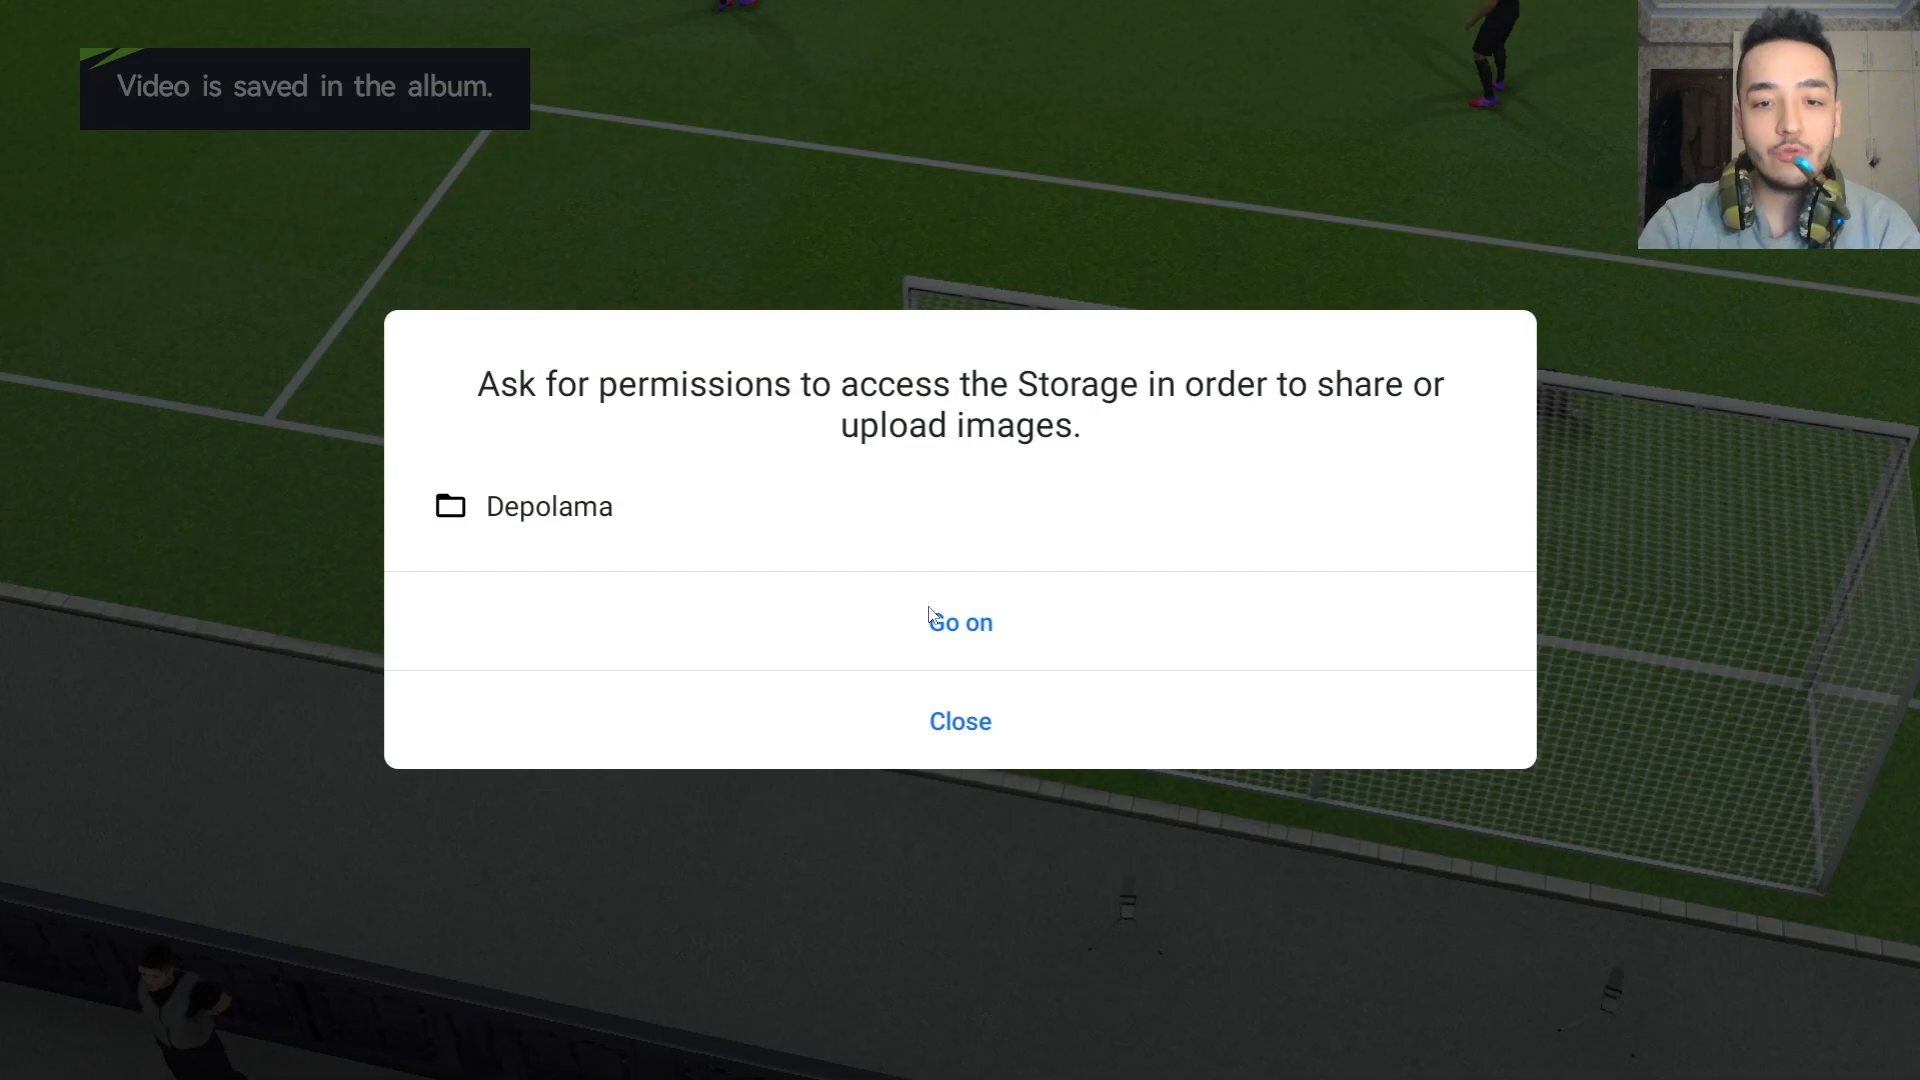 Video is saved in the album.
Ask for permissions to access the Storage in order to share or
upload images.
Depolama
Go on
Close